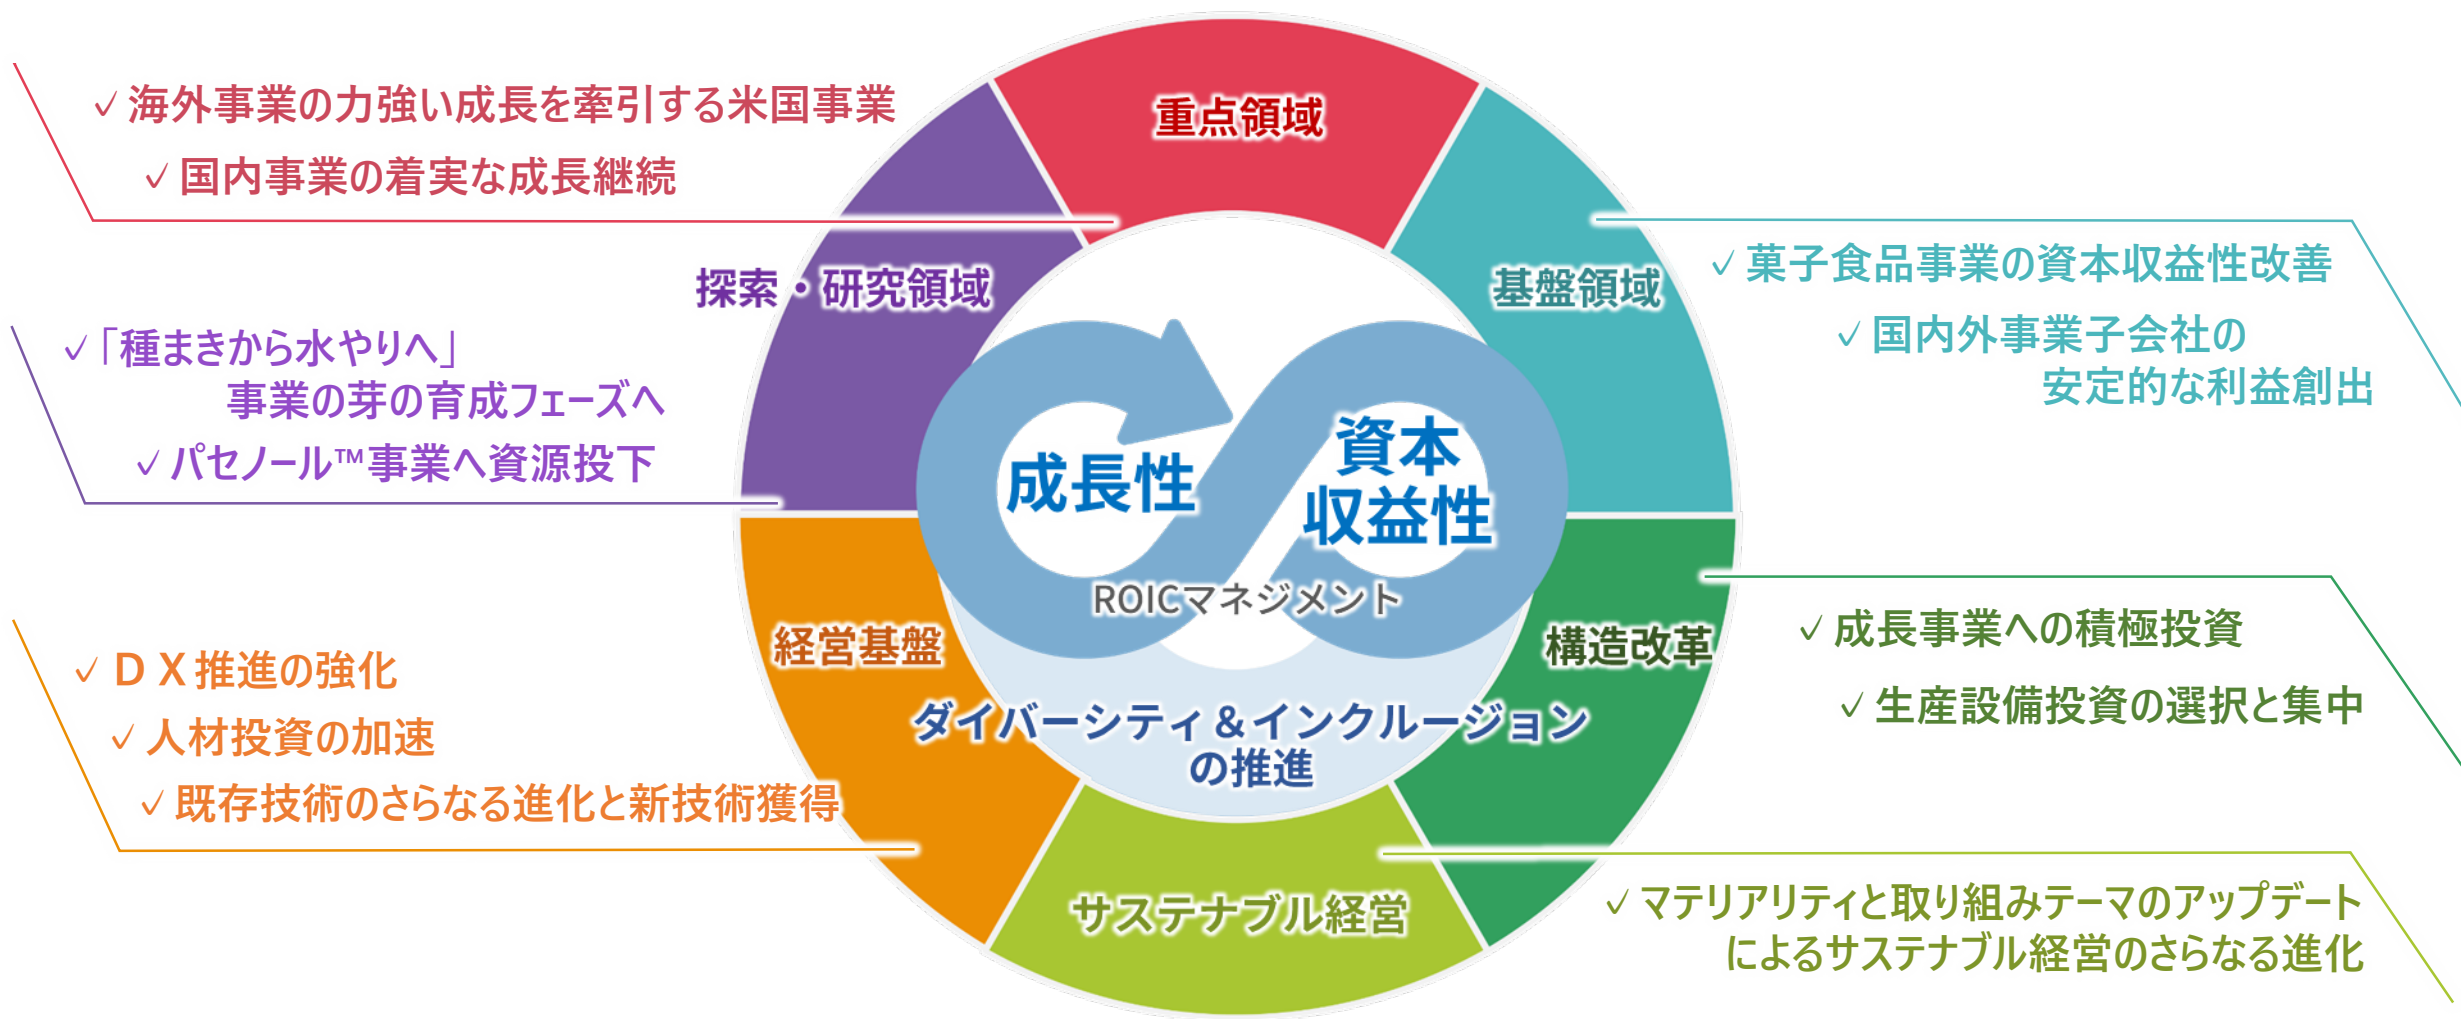 重点領域
✓ 海外事業の力強い成長を牽引する米国事業
✓ 国内事業の着実な成長継続
基盤領域
✓ 菓子食品事業の資本収益性改善
✓ 国内外事業子会社の
安定的な利益創出
探索・研究領域
✓ 「種まきから水やりへ」
事業の芽の育成フェーズへ
✓ パセノール™事業へ資源投下
成長性
資本
収益性
ROICマネジメント
構造改革
✓ 成長事業への積極投資
✓ 生産設備投資の選択と集中
経営基盤
✓ ＤＸ推進の強化
✓ 人材投資の加速
✓ 既存技術のさらなる進化と新技術獲得
ダイバーシティ＆インクルージョン
の推進
サステナブル経営
✓ マテリアリティと取り組みテーマのアップデート
によるサステナブル経営のさらなる進化